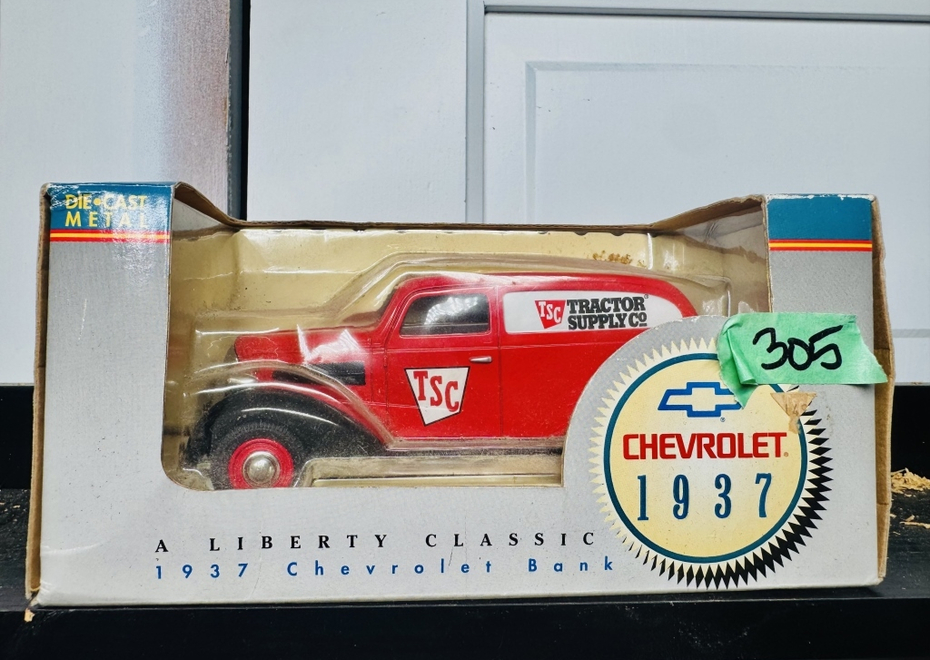 DIE•CAST
METAL
TSC TRACTOR
SUPPLY CO
TSC
305
CHEVROLET
1937
A LIBERTY CLASSIC
1937 Chevrolet Bank